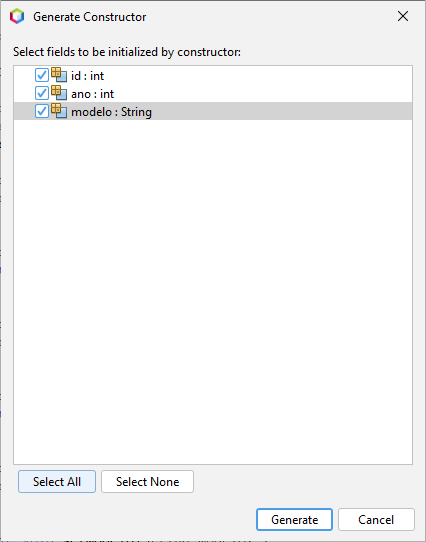 Generate Constructor
Select fields to be initialized by constructor:
id : int
ano : int
modelo : String
Select All
Select None
Generate
Cancel